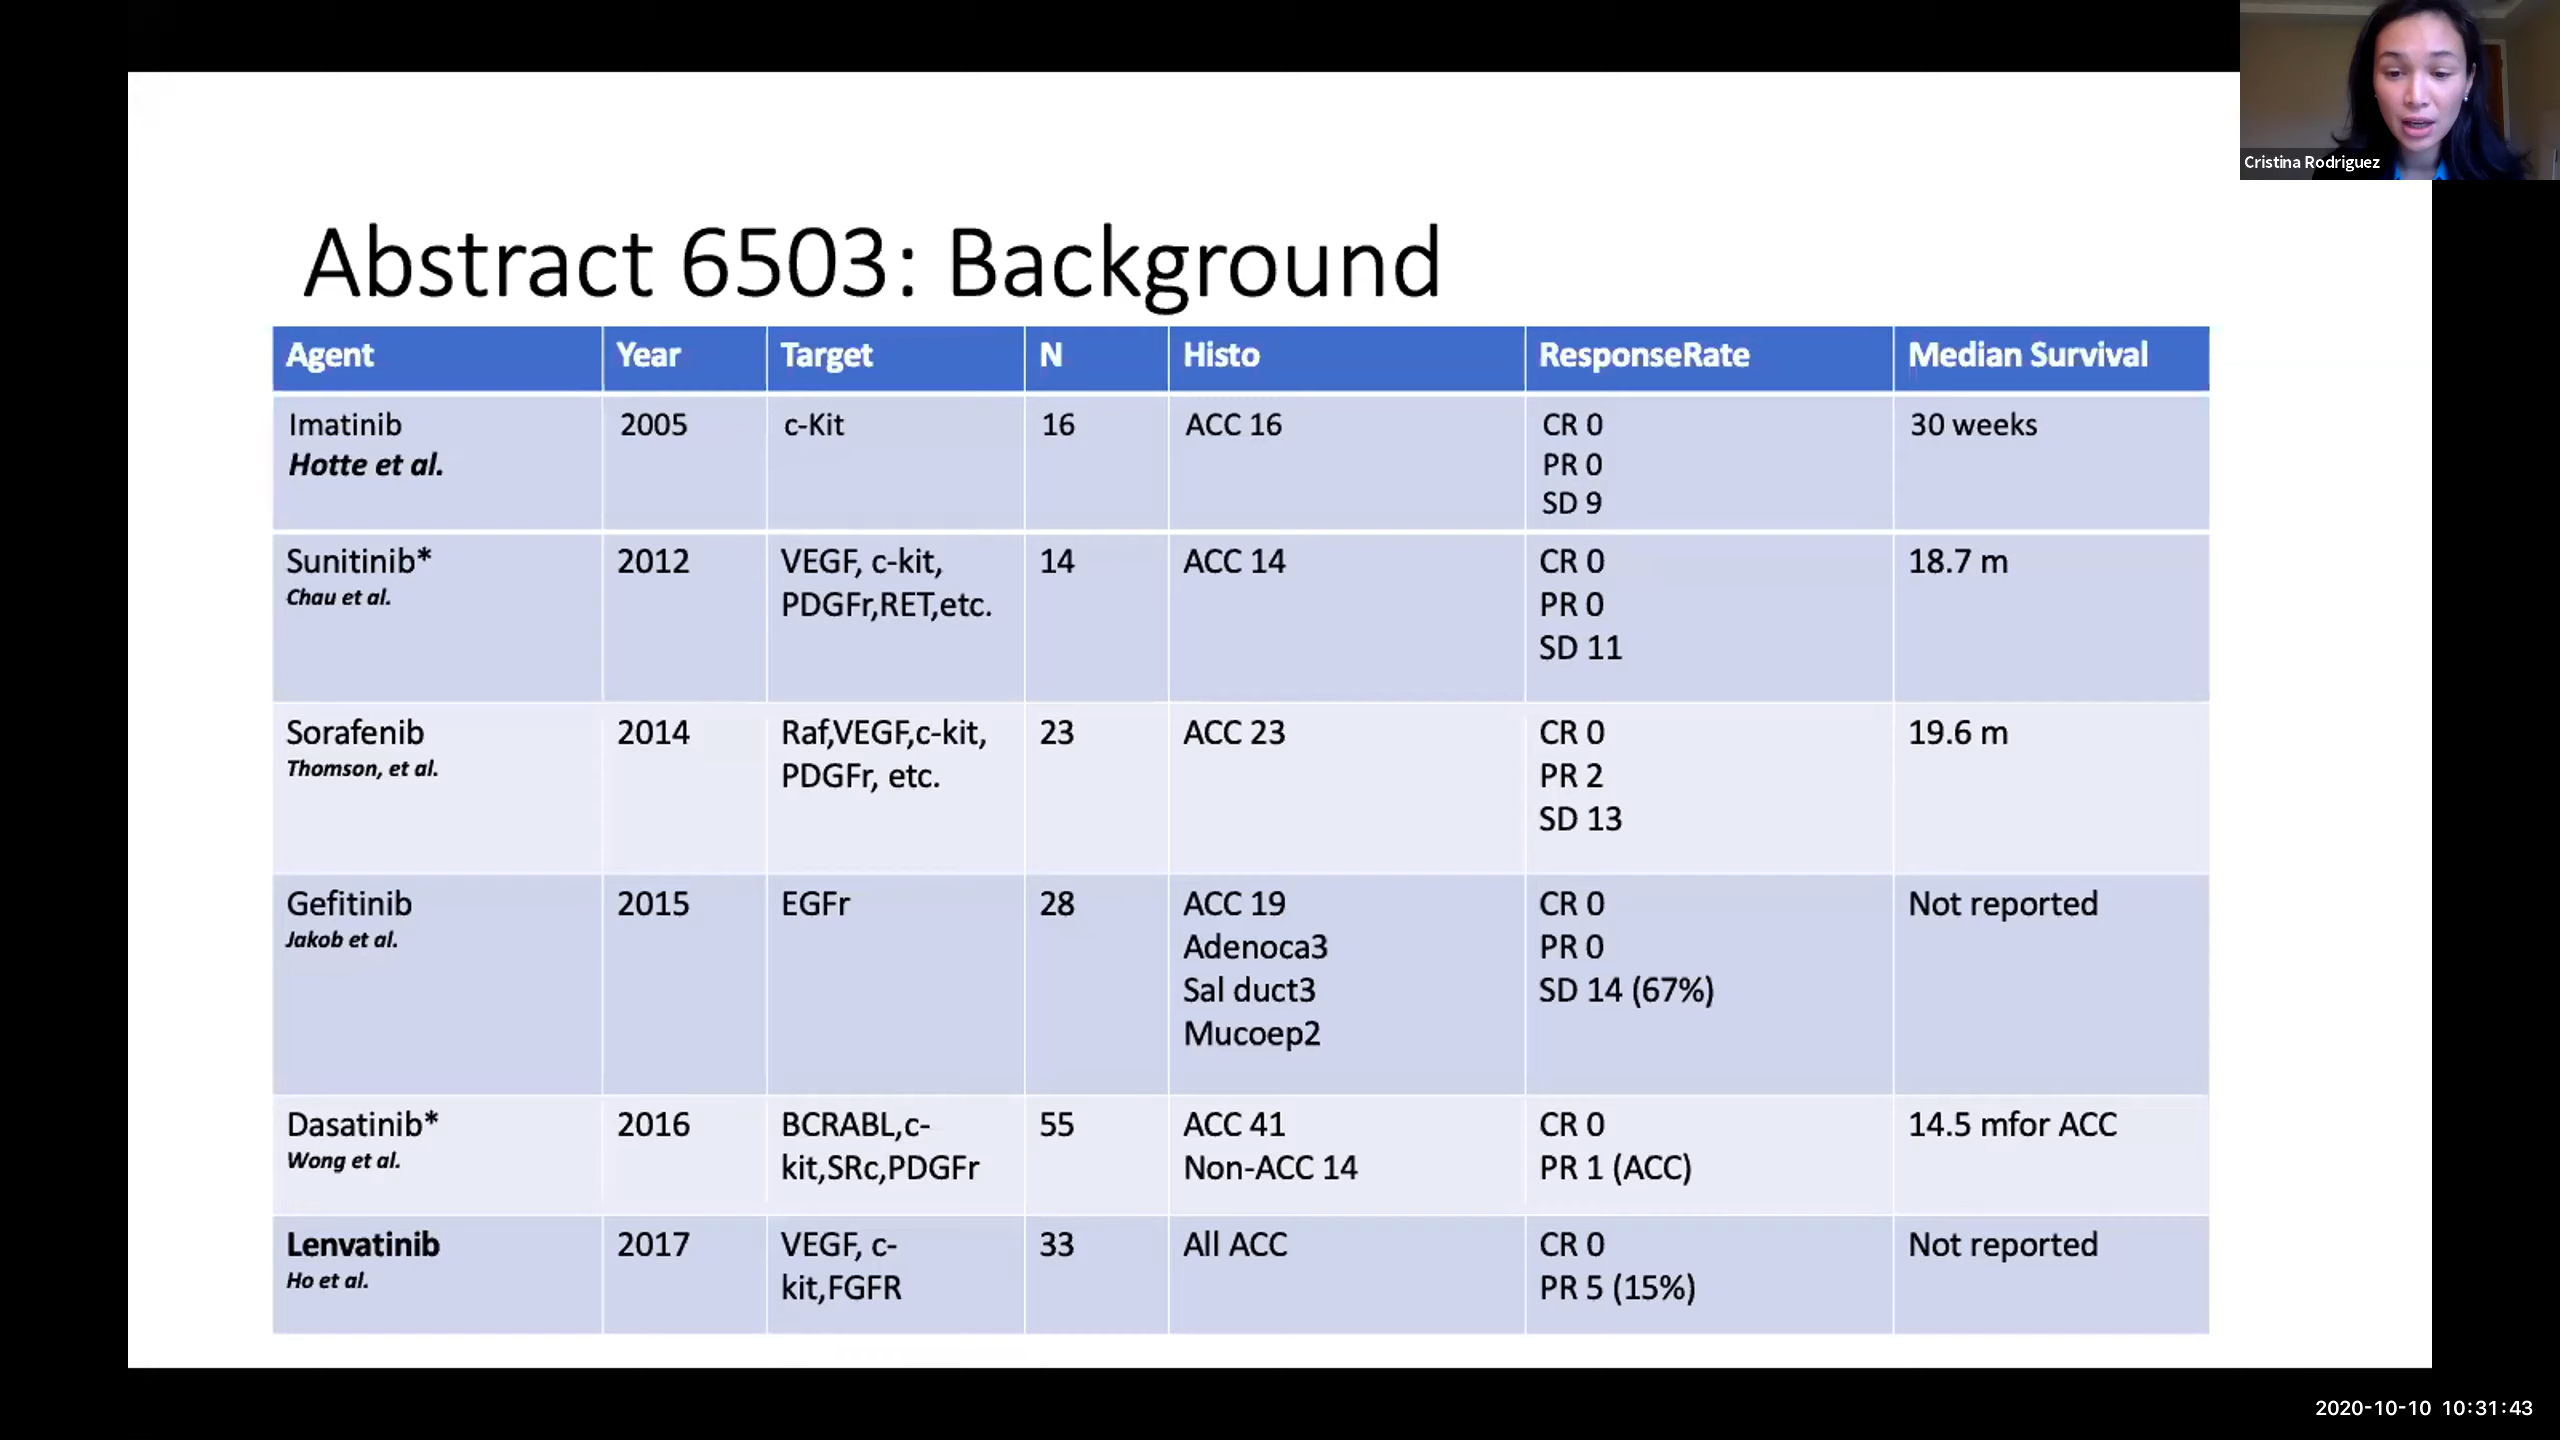 Cristina Rodriguez
Abstract 6503: Background
Agent Year Target N Histo ResponseRate Median Survival
Imatinib 2005 c-Kit 16 ACC 16 CR 0 30 weeks
Hotte et al. PR 0
SD 9
Sunitinib* 2012 VEGF, c-kit, 14 ACC 14 CR 0 18.7 m
Chau et al. PDGFr,RET,etc. PR 0
SD 11
Sorafenib 2014 Raf,VEGF,c-kit, 23 ACC 23 CR 0 19.6 m
Thomson, et al. PDGFr, etc. PR 2
SD 13
Gefitinib 2015 EGFr 28 ACC 19 CR 0 Not reported
Jakob et al. Adenoca3 PR 0
Sal duct3 SD 14 (67%)
Mucoep2
Dasatinib* 2016 BCRABL,c- 55 ACC 41 CR 0 14.5 mfor ACC
Wong et al. kit,SRc,PDGFr Non-ACC 14 PR 1 (ACC)
Lenvatinib 2017 VEGF, c- 33 All ACC CR 0 Not reported
Ho et al. kit,FGFR PR 5 (15%)
2020-10-10 10:31:43